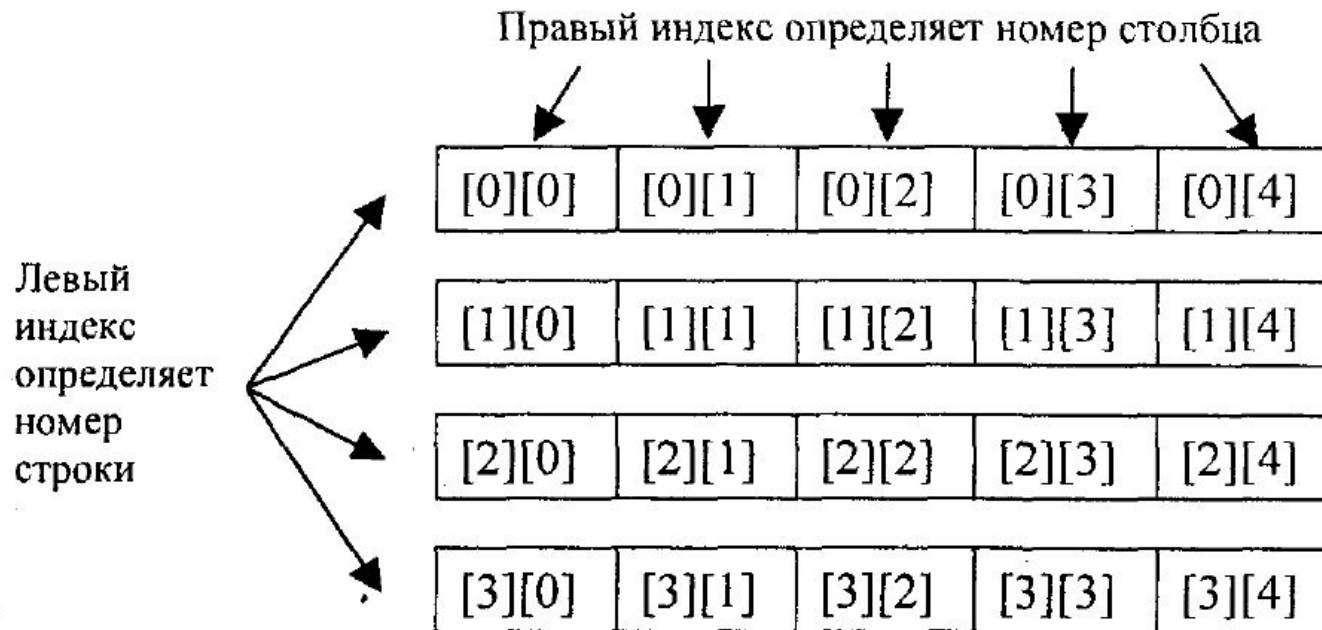 Правый индекс определяет номер столбца
[0][0] [0][1] [0][2] [0][3] [0][4]
Левый
индекс
определяет
номер
строки
[1][0] [1][1] [1][2] [1][3] [1][4]
[2][0] [2][1] [2][2] [2][3] [2][4]
[3][0] [3][1] [3][2] [3][3] [3][4]